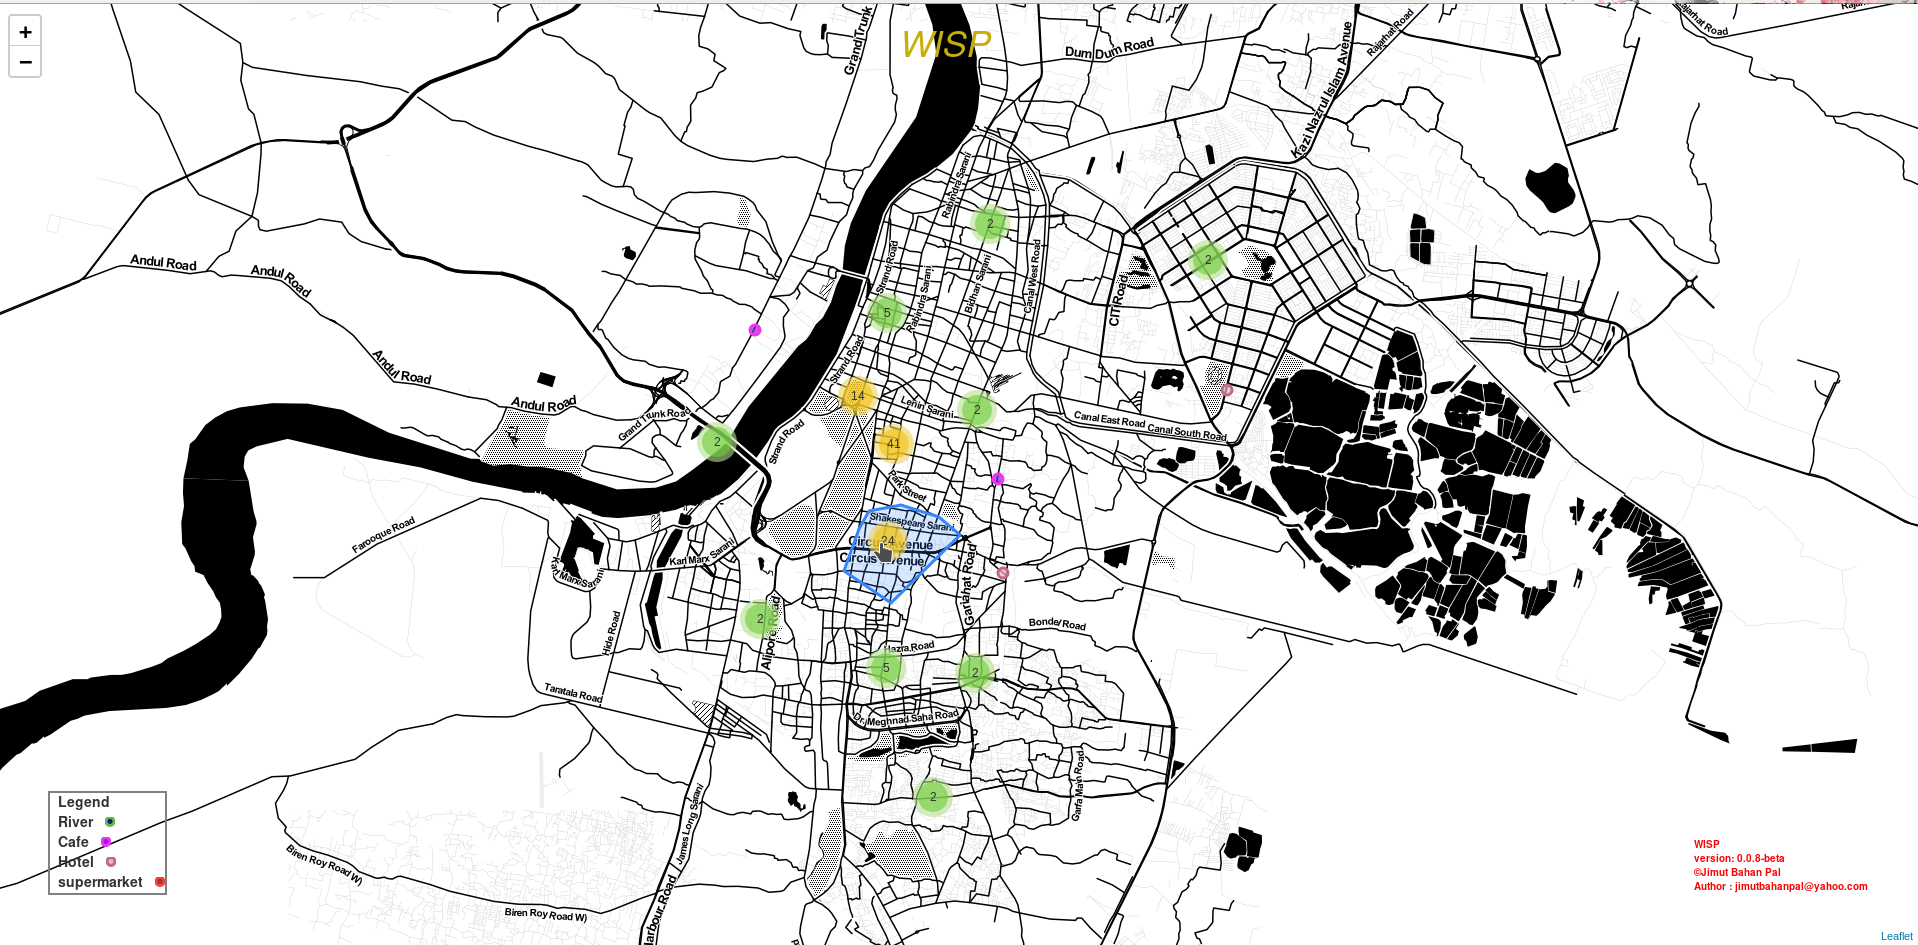 +
−
WISP
Grand Trunk
Dum Dum Road
Kazi Nazrul Islam Avenue
Rajarhat Road
Rajarhat Road
Rabindra Sarani
2
2
Andul Road
Andul Road
Strand Road
Rabindra Sarani
Bidhan Sarani
Canal West Road
CIT Road
5
Strand Road
Andul Road
Andul Road
14
Lenin Sarani
2
Grand Trunk Road
Canal East Road
Canal South Road
2
Strand Road
41
Park Street
Shakespeare Sarani
Farooque Road
24
Circus Avenue
Circus Avenue
Karl Marx Sarani
Karl Marx Sarani
Gariahat Road
2
Alipore Road
Hide Road
Bondel Road
Hazra Road
5
2
Taratala Road
Dr. Meghnad Saha Road
2
Garfa Main Road
James Long Sarani
Legend
River
Cafe
Hotel
supermarket
Biren Roy Road W)
Biren Roy Road W)
Harbour Road
WISP
version: 0.0.8-beta
©Jimut Bahan Pal
Author : jimutbahanpal@yahoo.com
Leaflet